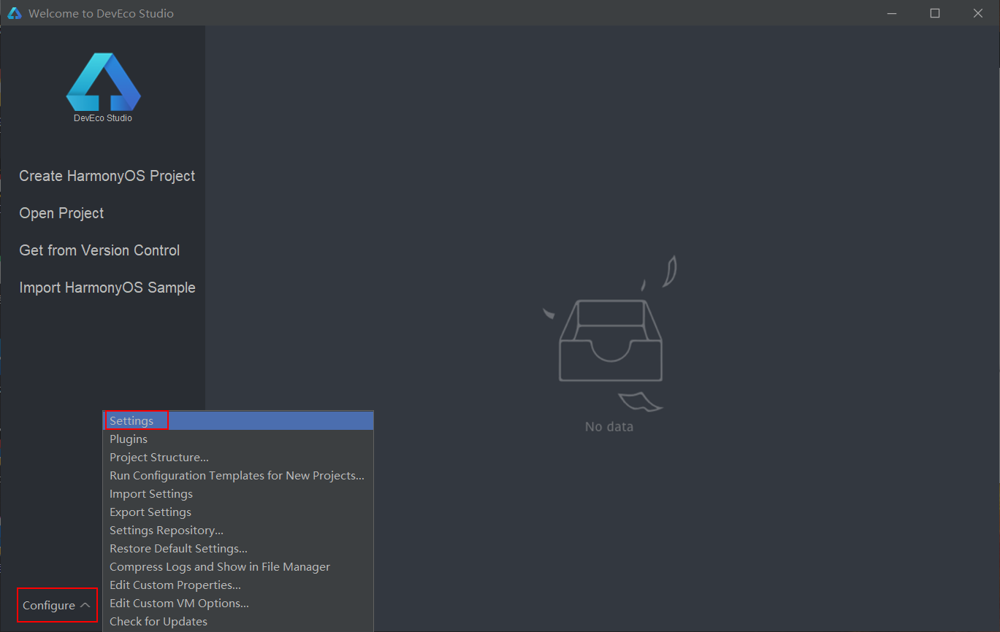 Welcome to DevEco Studio
DevEco Studio
Create HarmonyOS Project
Open Project
Get from Version Control
Import HarmonyOS Sample
No data
Settings
Plugins
Project Structure...
Run Configuration Templates for New Projects...
Import Settings
Export Settings
Settings Repository...
Restore Default Settings...
Compress Logs and Show in File Manager
Edit Custom Properties...
Edit Custom VM Options...
Check for Updates
Configure